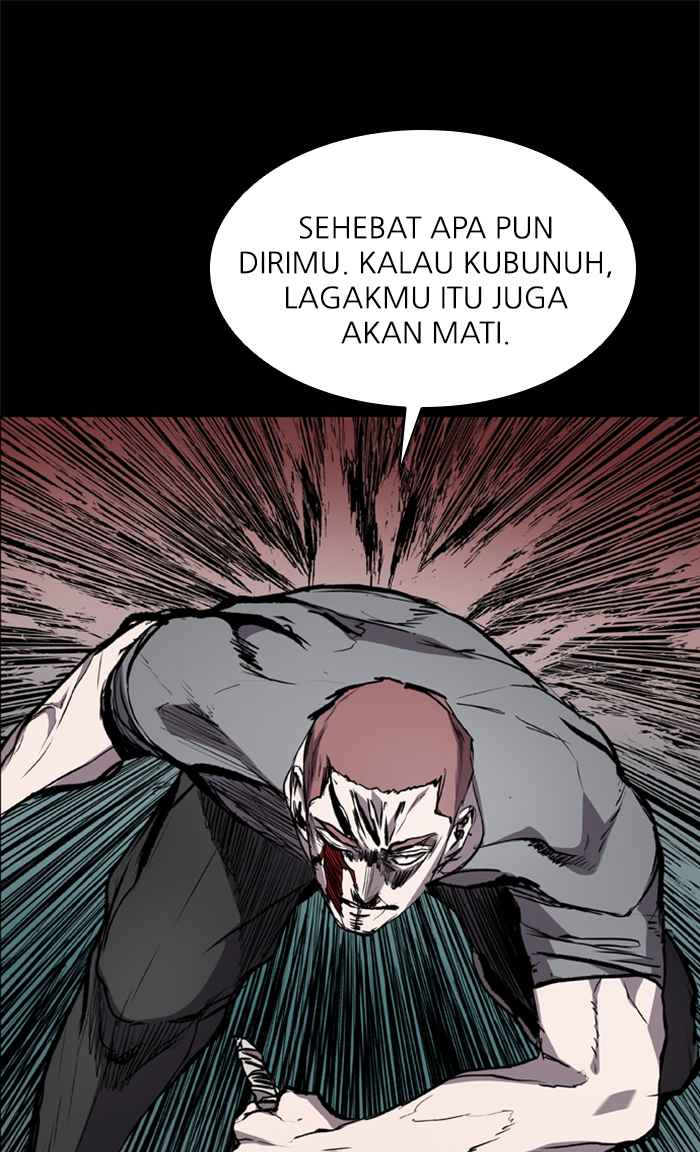 SEHEBAT APA PUN
DIRIMU. KALAU KUBUNUH,
LAGAKMU ITU JUGA
AKAN MATI.